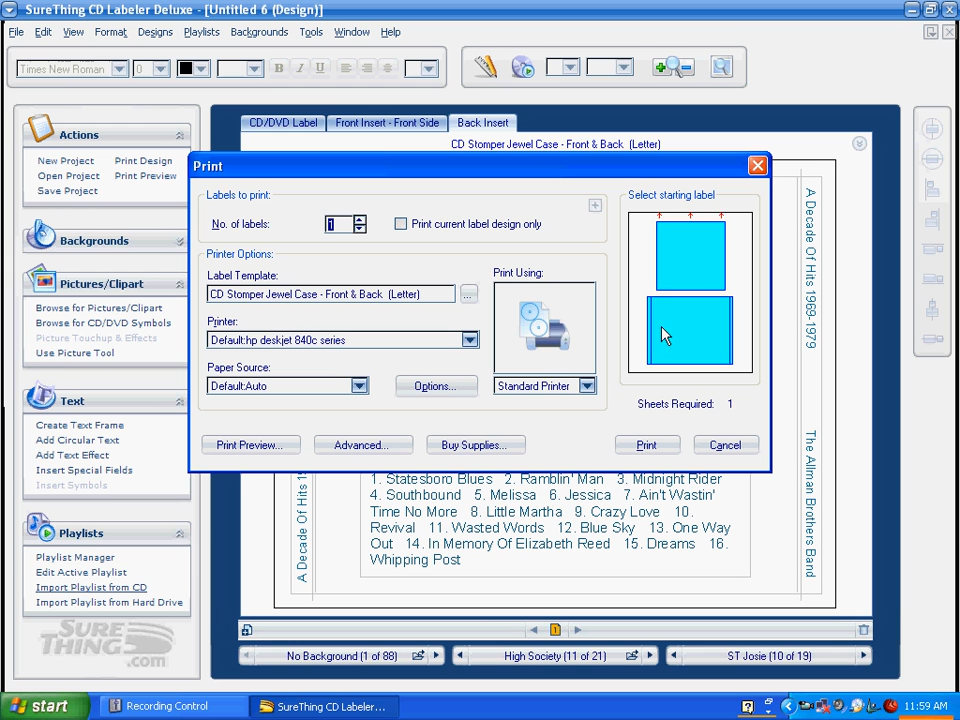 SureThing CD Labeler Deluxe - [Untitled 6 (Design)]
File Edit View Format Designs Playlists Backgrounds Tools Window Help
Times New Roman 0 B I U
Actions
New Project Print Design
Open Project Print Preview
Save Project
Backgrounds
Pictures/Clipart
Browse for Pictures/Clipart
Browse for CD/DVD Symbols
Picture Touchup & Effects
Use Picture Tool
Text
Create Text Frame
Add Circular Text
Add Text Effect
Insert Special Fields
Insert Symbols
Playlists
Playlist Manager
Edit Active Playlist
Import Playlist from CD
Import Playlist from Hard Drive
SURE THING.com
CD/DVD Label Front Insert - Front Side Back Insert
CD Stomper Jewel Case - Front & Back (Letter)
Print
Labels to print:
No. of labels: 1 Print current label design only
Printer Options:
Label Template:
CD Stomper Jewel Case - Front & Back (Letter) ...
Printer:
Default:hp deskjet 840c series
Paper Source:
Default:Auto Options...
Print Using:
Standard Printer
Select starting label
Sheets Required: 1
Print Preview... Advanced... Buy Supplies... Print Cancel
A Decade Of Hits 1969-1979
The Allman Brothers Band
A Decade Of Hits 1
1. Statesboro Blues 2. Ramblin' Man 3. Midnight Rider
4. Southbound 5. Melissa 6. Jessica 7. Ain't Wastin'
Time No More 8. Little Martha 9. Crazy Love 10.
Revival 11. Wasted Words 12. Blue Sky 13. One Way
Out 14. In Memory Of Elizabeth Reed 15. Dreams 16.
Whipping Post
1
No Background (1 of 88) High Society (11 of 21) ST Josie (10 of 19)
start Recording Control SureThing CD Labeler... 11:59 AM